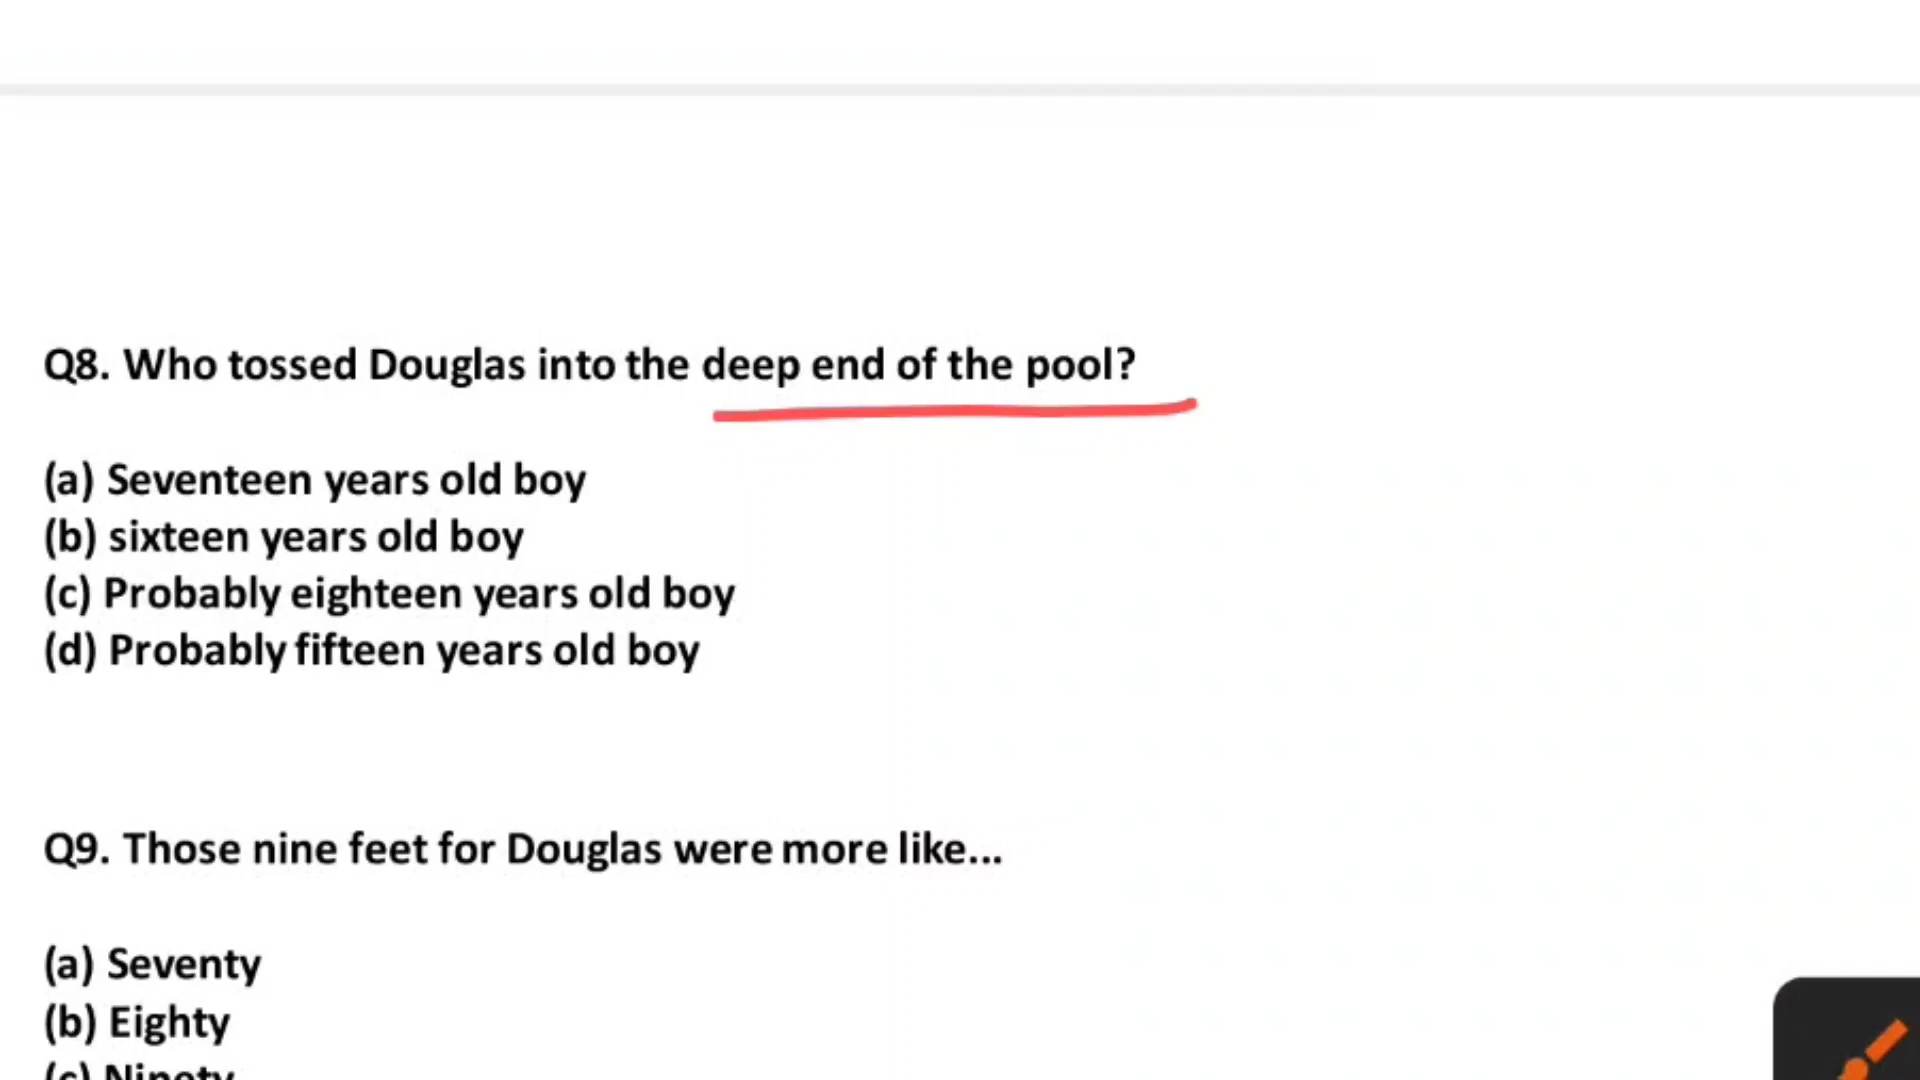 Q8. Who tossed Douglas into the deep end of the pool?
(a) Seventeen years old boy
(b) sixteen years old boy
(c) Probably eighteen years old boy
(d) Probably fifteen years old boy
Q9. Those nine feet for Douglas were more like...
(a) Seventy
(b) Eighty
(c) Ninety